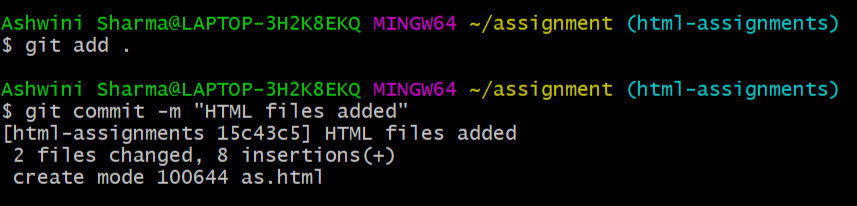 Ashwini Sharma@LAPTOP-3H2K8EKQ MINGW64 ~/assignment (html-assignments)
$ git add .
Ashwini Sharma@LAPTOP-3H2K8EKQ MINGW64 ~/assignment (html-assignments)
$ git commit -m "HTML files added"
[html-assignments 15c43c5] HTML files added
 2 files changed, 8 insertions(+)
 create mode 100644 as.html